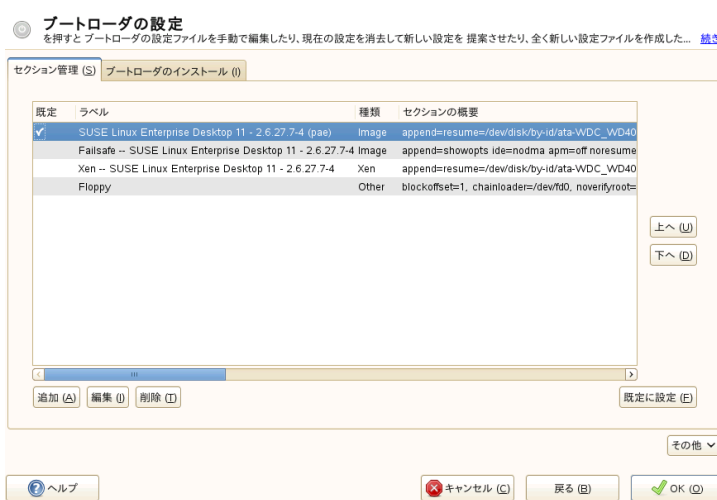 ブートローダの設定
を押すと ブートローダの設定ファイルを手動で編集したり、現在の設定を消去して新しい設定を 提案させたり、全く新しい設定ファイルを作成した... 続き
セクション管理 (S) ブートローダのインストール (I)
既定 ラベル 種類 セクションの概要
SUSE Linux Enterprise Desktop 11 - 2.6.27.7-4 (pae) Image append=resume=/dev/disk/by-id/ata-WDC_WD40
Failsafe -- SUSE Linux Enterprise Desktop 11 - 2.6.27.7-4 Image append=showopts ide=nodma apm=off noresume
Xen -- SUSE Linux Enterprise Desktop 11 - 2.6.27.7-4 Xen append=resume=/dev/disk/by-id/ata-WDC_WD40
Floppy Other blockoffset=1, chainloader=/dev/fd0, noverifyroot=
上へ (U)
下へ (D)
追加 (A) 編集 (I) 削除 (T) 既定に設定 (F)
その他
ヘルプ キャンセル (C) 戻る (B) OK (O)